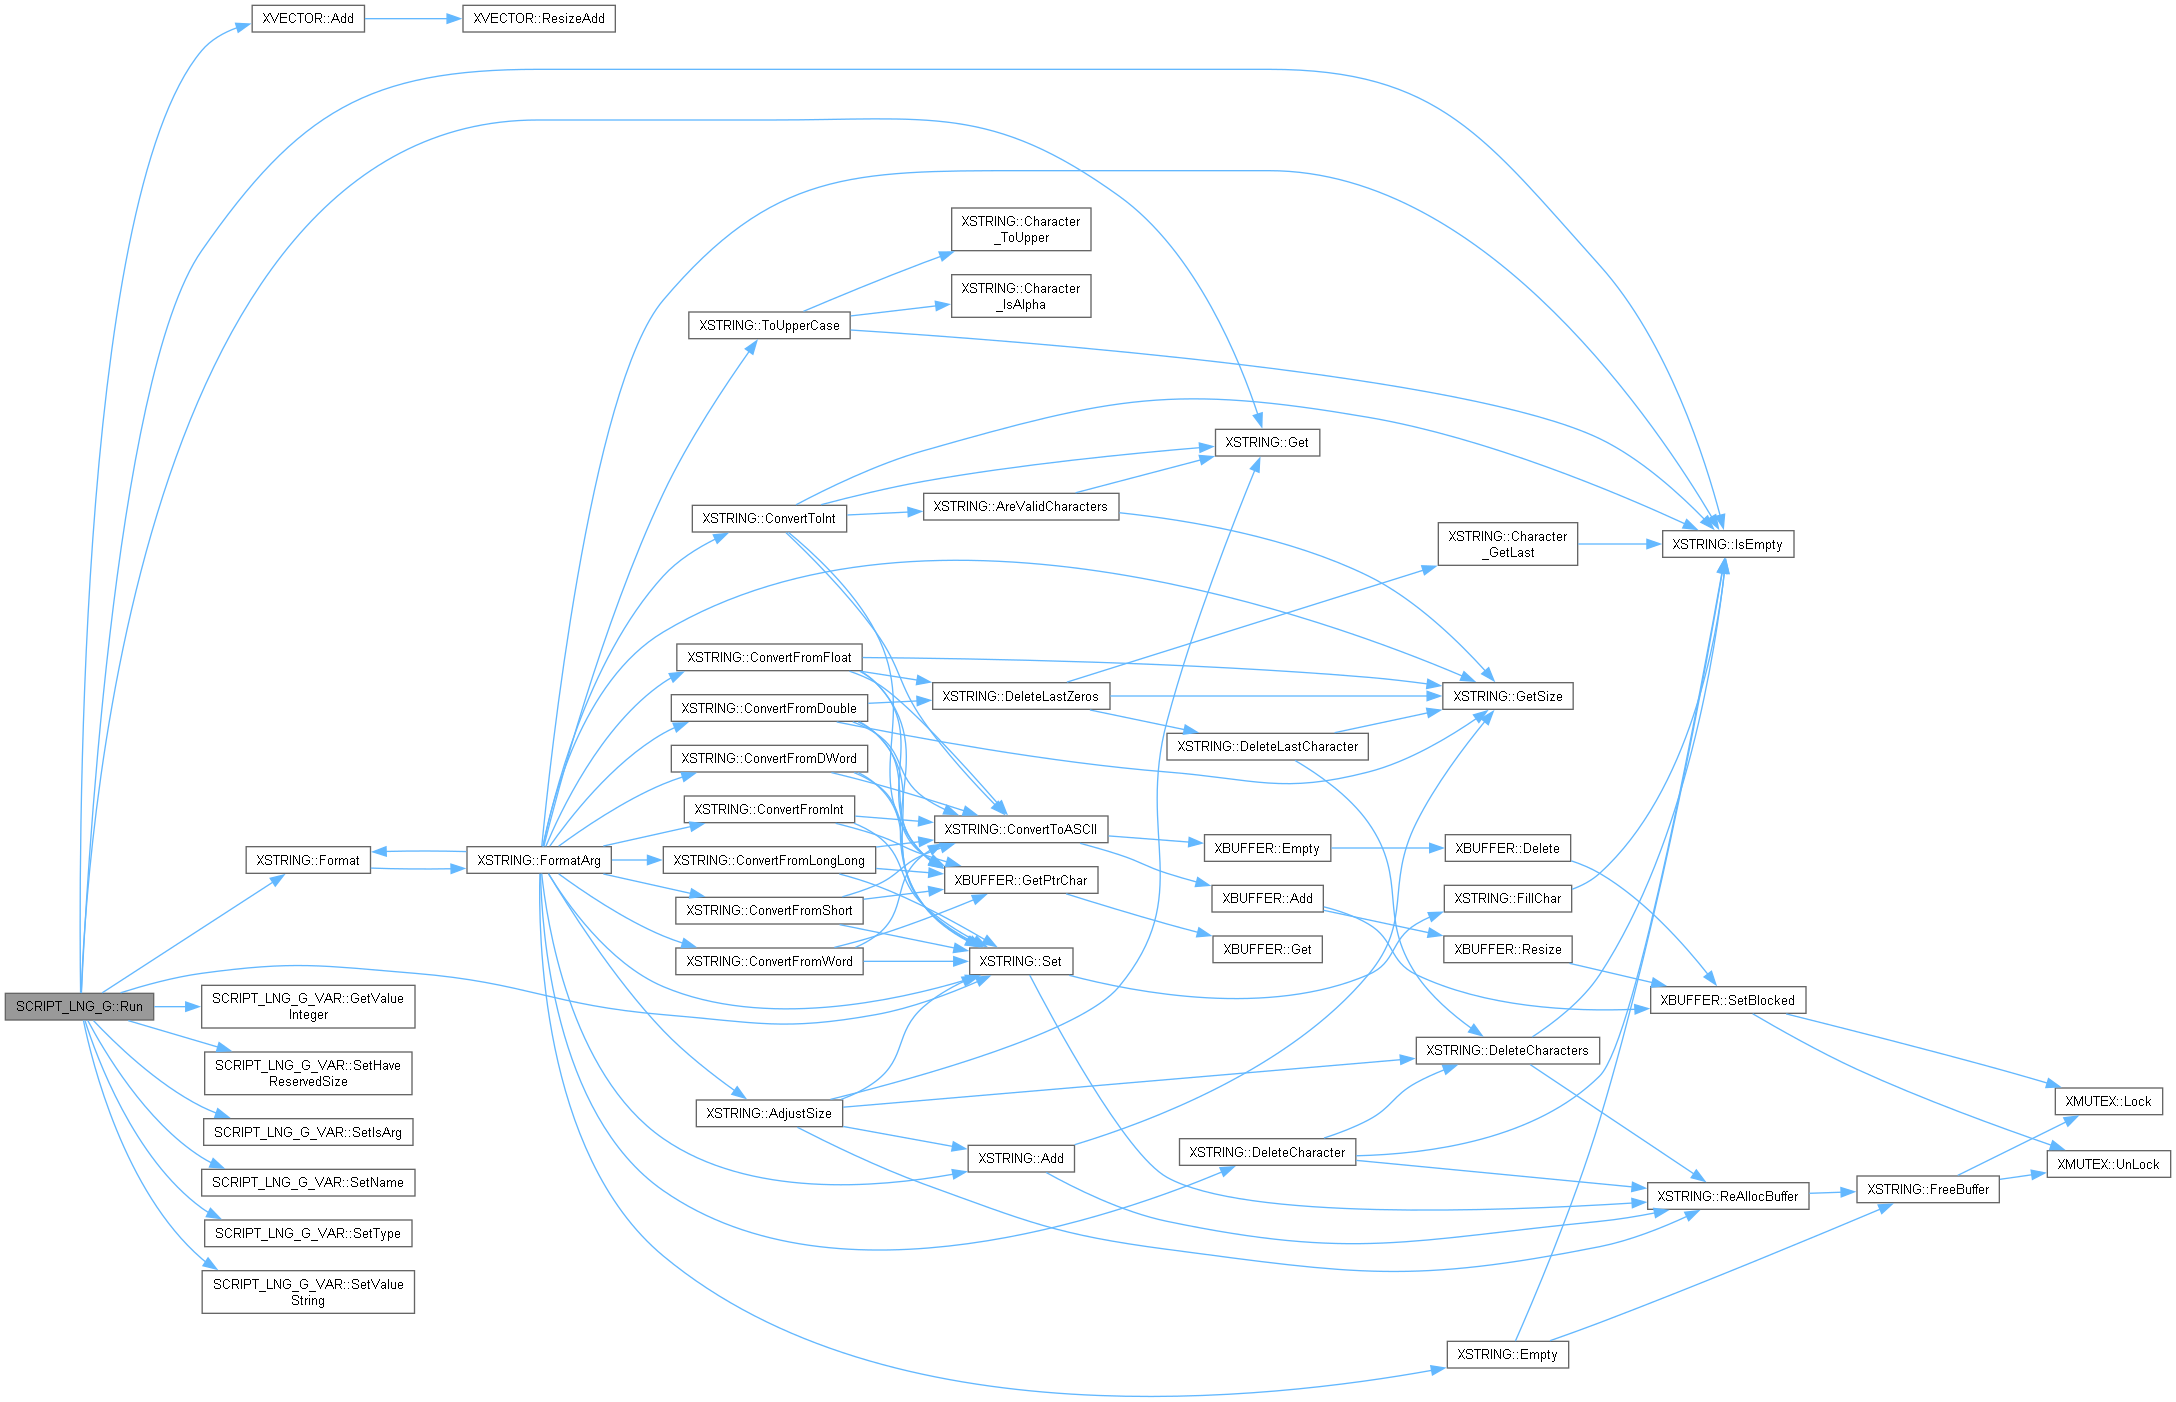 XVECTOR::Add
XVECTOR::ResizeAdd
XSTRING::Character
_ToUpper
XSTRING::Character
_IsAlpha
XSTRING::ToUpperCase
XSTRING::Get
XSTRING::ConvertToInt
XSTRING::AreValidCharacters
XSTRING::Character
_GetLast
XSTRING::IsEmpty
XSTRING::ConvertFromFloat
XSTRING::DeleteLastZeros
XSTRING::GetSize
XSTRING::ConvertFromDouble
XSTRING::DeleteLastCharacter
XSTRING::ConvertFromDWord
XSTRING::ConvertFromInt
XSTRING::ConvertToASCII
XBUFFER::Empty
XBUFFER::Delete
XSTRING::Format
XSTRING::FormatArg
XSTRING::ConvertFromLongLong
XBUFFER::GetPtrChar
XBUFFER::Add
XSTRING::FillChar
XSTRING::ConvertFromShort
XBUFFER::Get
XBUFFER::Resize
XSTRING::ConvertFromWord
XSTRING::Set
SCRIPT_LNG_G::Run
SCRIPT_LNG_G_VAR::GetValue
Integer
XBUFFER::SetBlocked
XSTRING::DeleteCharacters
SCRIPT_LNG_G_VAR::SetHave
ReservedSize
XSTRING::AdjustSize
XMUTEX::Lock
SCRIPT_LNG_G_VAR::SetIsArg
XSTRING::Add
XSTRING::DeleteCharacter
XMUTEX::UnLock
SCRIPT_LNG_G_VAR::SetName
XSTRING::ReAllocBuffer
XSTRING::FreeBuffer
SCRIPT_LNG_G_VAR::SetType
SCRIPT_LNG_G_VAR::SetValue
String
XSTRING::Empty